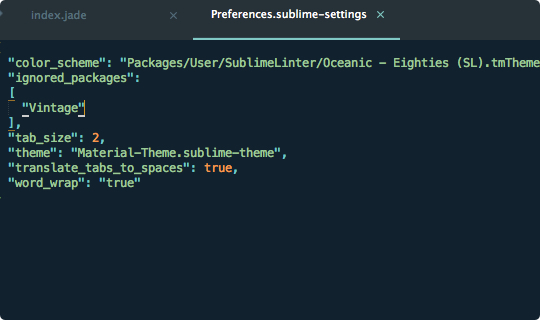 index.jade × Preferences.sublime-settings ×
"color_scheme": "Packages/User/SublimeLinter/Oceanic - Eighties (SL).tmTheme
"ignored_packages":
[
"Vintage"
],
"tab_size": 2,
"theme": "Material-Theme.sublime-theme",
"translate_tabs_to_spaces": true,
"word_wrap": "true"